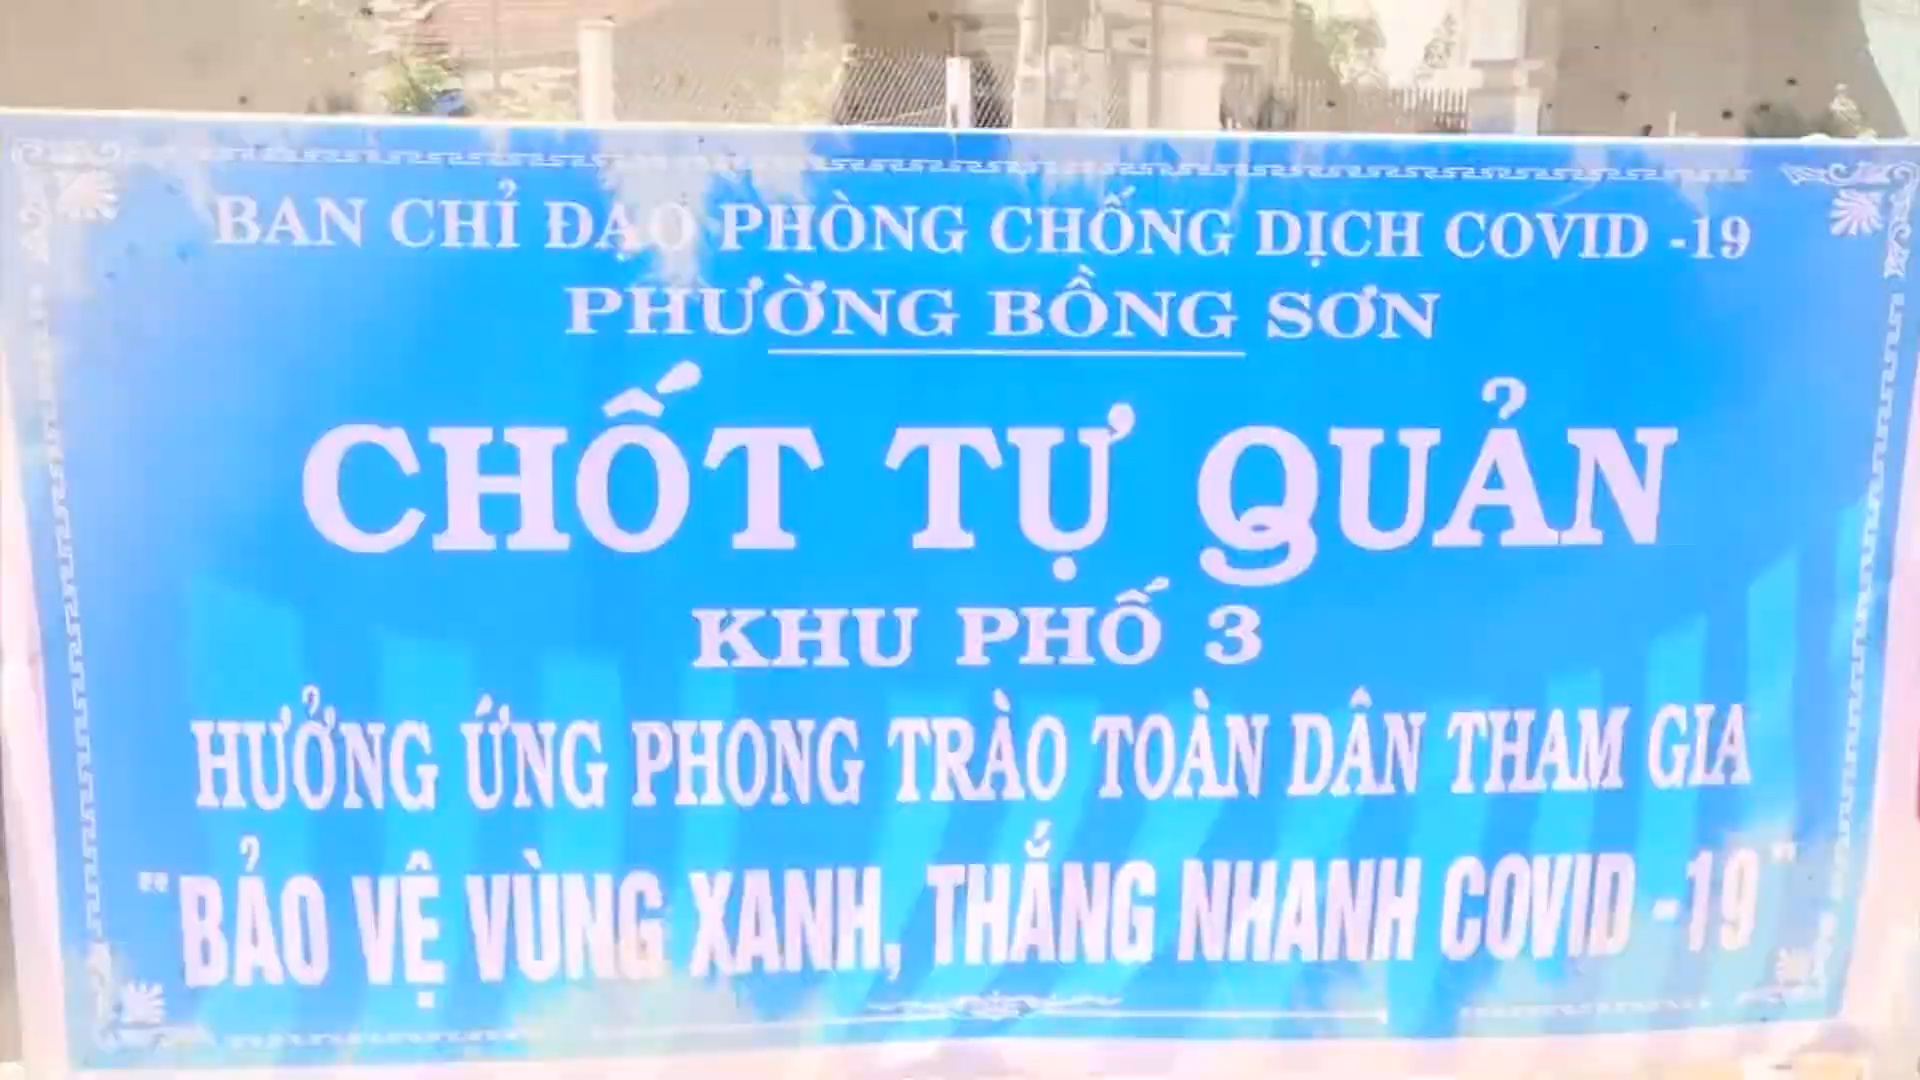 BAN CHỈ ĐẠO PHÒNG CHỐNG DỊCH COVID -19
PHƯỜNG BỒNG SƠN
CHỐT TỰ QUẢN
KHU PHỐ 3
HƯỞNG ỨNG PHONG TRÀO TOÀN DÂN THAM GIA
"BẢO VỆ VÙNG XANH, THẮNG NHANH COVID -19"